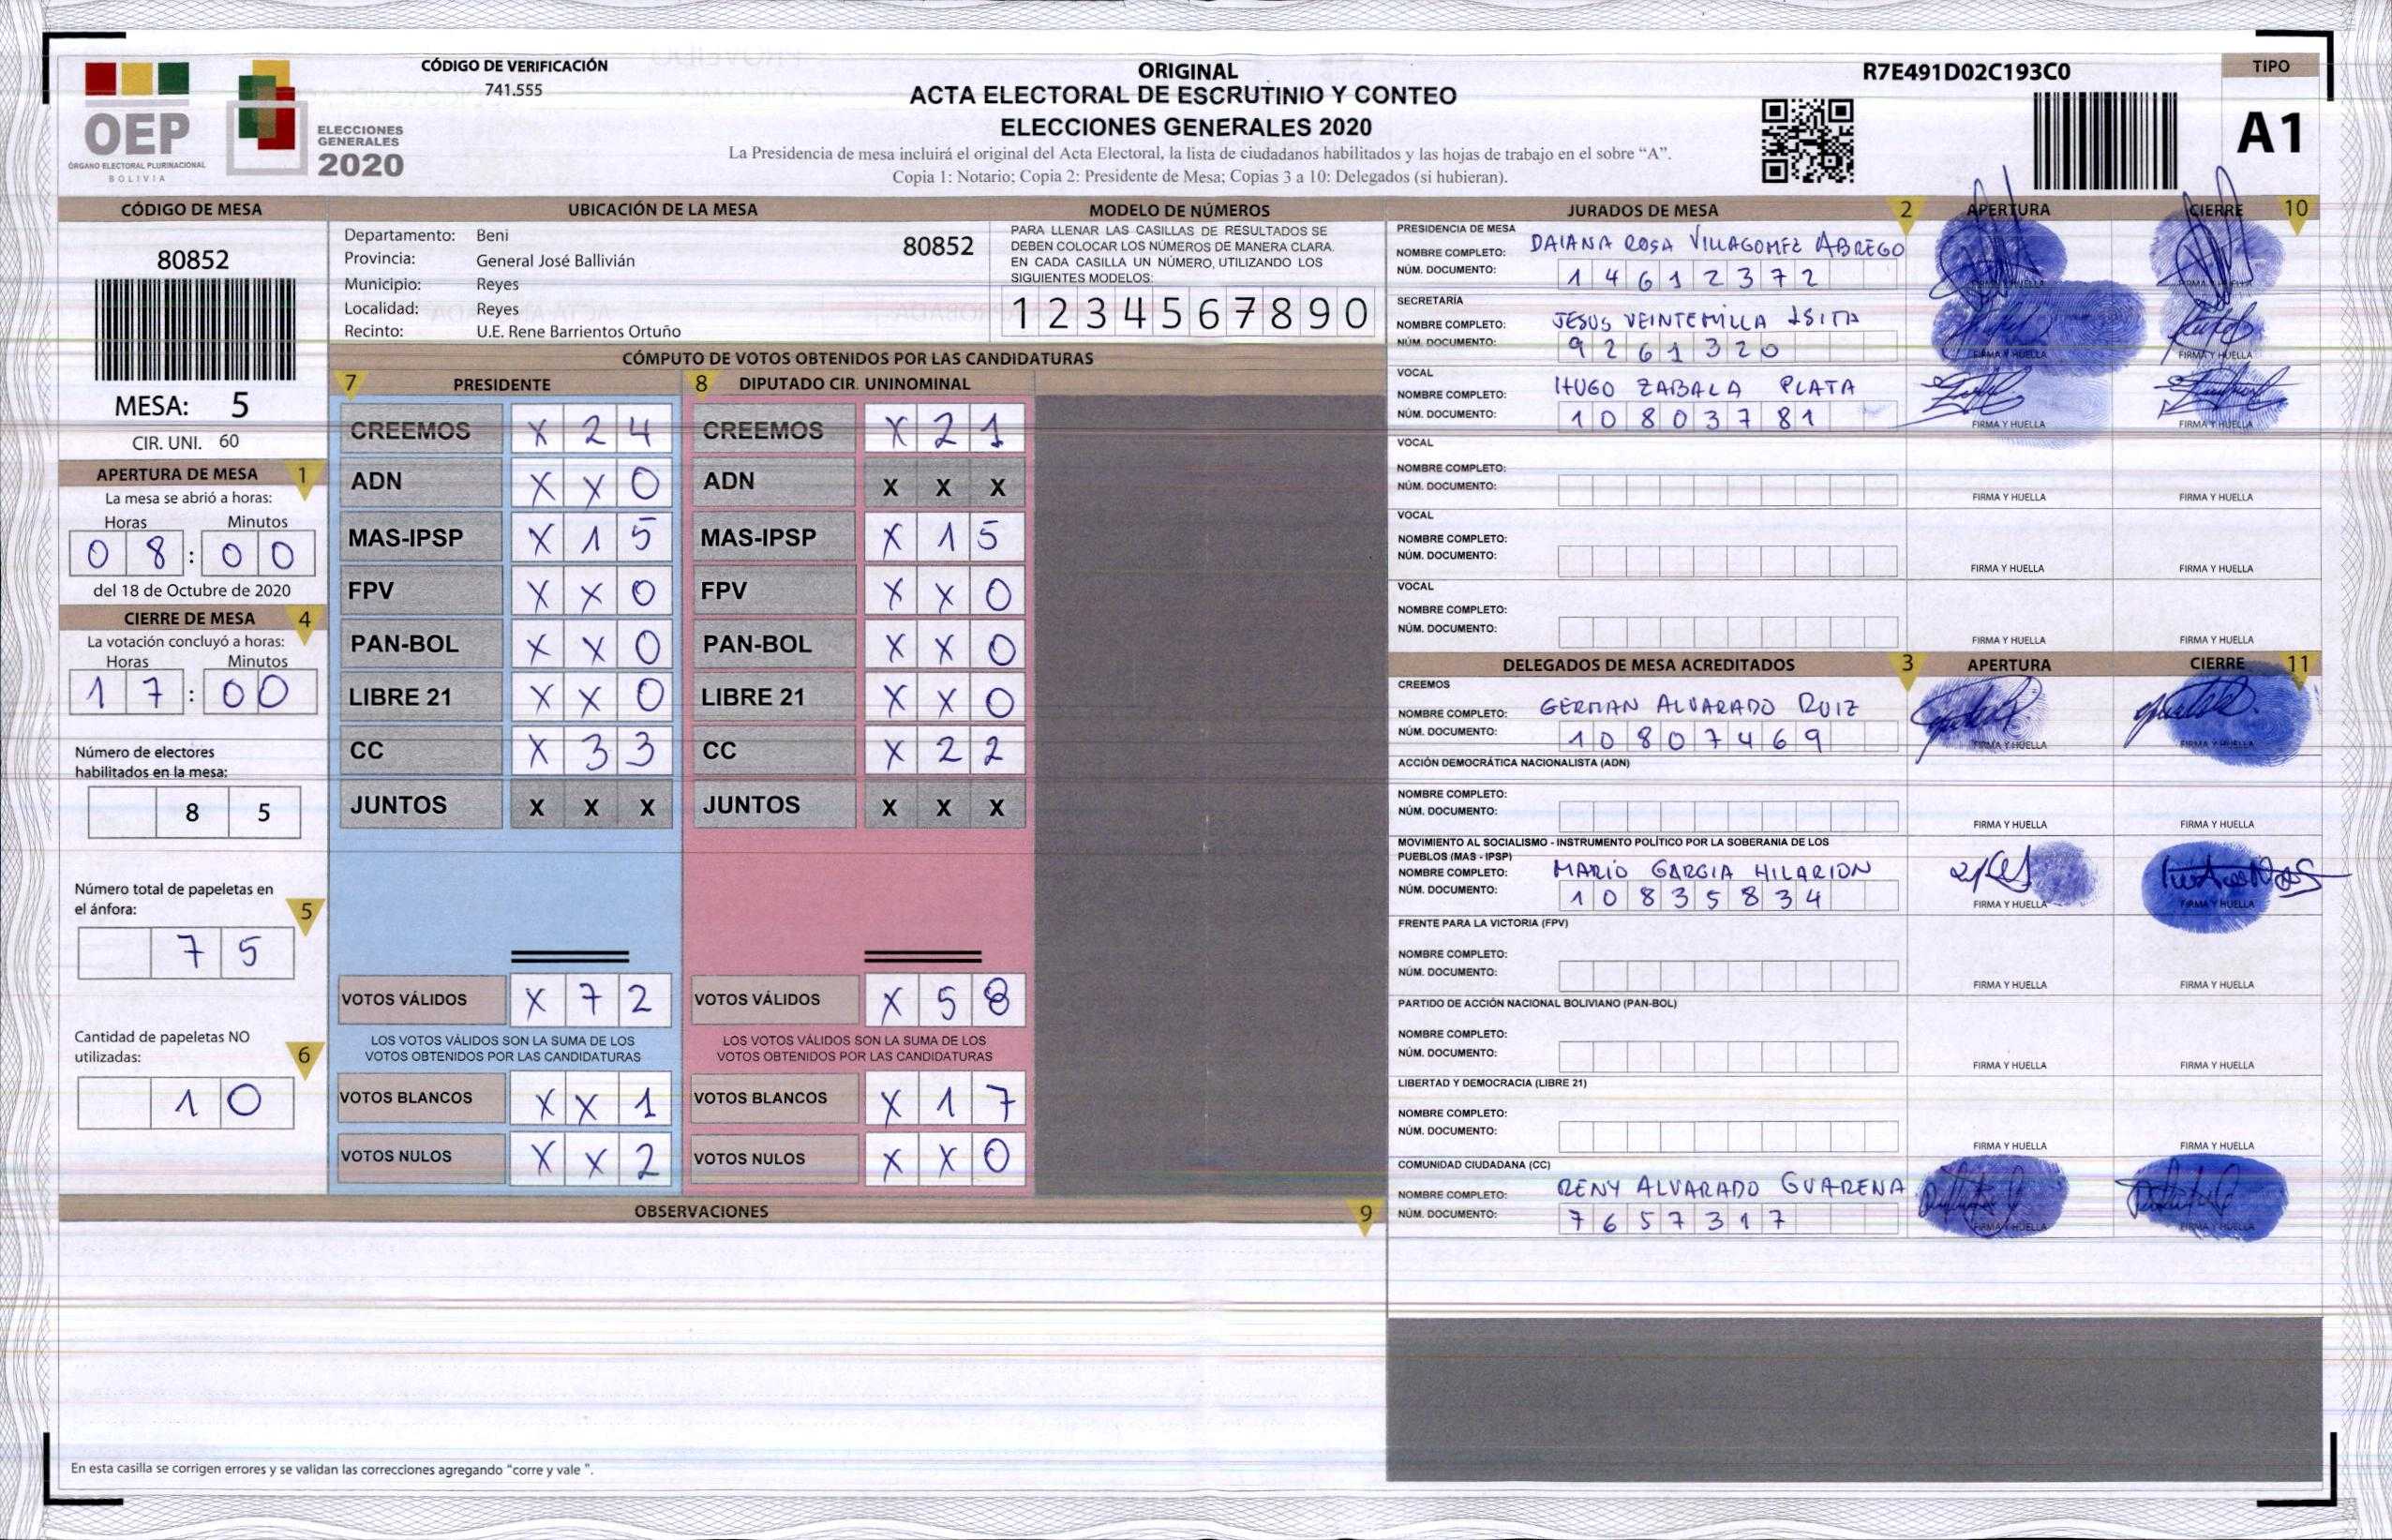 CÓDIGO DE VERIFICACIÓN
741.555
OEP
ÓRGANO ELECTORAL PLURINACIONAL
BOLIVIA
ELECCIONES
GENERALES
2020
ORIGINAL
ACTA ELECTORAL DE ESCRUTINIO Y CONTEO
ELECCIONES GENERALES 2020
La Presidencia de mesa incluirá el original del Acta Electoral, la lista de ciudadanos habilitados y las hojas de trabajo en el sobre “A”.
Copia 1: Notario; Copia 2: Presidente de Mesa; Copias 3 a 10: Delegados (si hubieran).
R7E491D02C193C0
TIPO
A1
CÓDIGO DE MESA
80852
MESA: 5
CIR. UNI. 60
APERTURA DE MESA 1
La mesa se abrió a horas:
Horas Minutos
0 8 : 0 0
del 18 de Octubre de 2020
CIERRE DE MESA 4
La votación concluyó a horas:
Horas Minutos
1 7 : 0 0
Número de electores
habilitados en la mesa:
8 5
Número total de papeletas en
el ánfora: 5
7 5
Cantidad de papeletas NO
utilizadas: 6
1 0
UBICACIÓN DE LA MESA
Departamento: Beni
Provincia: General José Ballivián
Municipio: Reyes
Localidad: Reyes
Recinto: U.E. Rene Barrientos Ortuño
80852
MODELO DE NÚMEROS
PARA LLENAR LAS CASILLAS DE RESULTADOS SE
DEBEN COLOCAR LOS NÚMEROS DE MANERA CLARA.
EN CADA CASILLA UN NÚMERO, UTILIZANDO LOS
SIGUIENTES MODELOS:
1 2 3 4 5 6 7 8 9 0
CÓMPUTO DE VOTOS OBTENIDOS POR LAS CANDIDATURAS
7 PRESIDENTE 8 DIPUTADO CIR. UNINOMINAL
CREEMOS X 2 4 CREEMOS X 2 1
ADN X X 0 ADN X X X
MAS-IPSP X 1 5 MAS-IPSP X 1 5
FPV X X 0 FPV X X 0
PAN-BOL X X 0 PAN-BOL X X 0
LIBRE 21 X X 0 LIBRE 21 X X 0
CC X 3 3 CC X 2 2
JUNTOS X X X JUNTOS X X X
VOTOS VÁLIDOS X 7 2 VOTOS VÁLIDOS X 5 8
LOS VOTOS VÁLIDOS SON LA SUMA DE LOS LOS VOTOS VÁLIDOS SON LA SUMA DE LOS
VOTOS OBTENIDOS POR LAS CANDIDATURAS VOTOS OBTENIDOS POR LAS CANDIDATURAS
VOTOS BLANCOS X X 1 VOTOS BLANCOS X 1 7
VOTOS NULOS X X 2 VOTOS NULOS X X 0
OBSERVACIONES 9
En esta casilla se corrigen errores y se validan las correcciones agregando “corre y vale ”.
JURADOS DE MESA 2 APERTURA CIERRE 10
PRESIDENCIA DE MESA
NOMBRE COMPLETO: DAIANA ROSA VILLAGOMEZ ABREGO
NÚM. DOCUMENTO: 1 4 6 1 2 3 7 2
FIRMA Y HUELLA FIRMA Y HUELLA
SECRETARÍA
NOMBRE COMPLETO: JESUS VEINTEMILLA ISITA
NÚM. DOCUMENTO: 9 2 6 1 3 2 0
FIRMA Y HUELLA FIRMA Y HUELLA
VOCAL
NOMBRE COMPLETO: HUGO ZABALA PLATA
NÚM. DOCUMENTO: 1 0 8 0 3 7 8 1
FIRMA Y HUELLA FIRMA Y HUELLA
VOCAL
NOMBRE COMPLETO:
NÚM. DOCUMENTO:
FIRMA Y HUELLA FIRMA Y HUELLA
VOCAL
NOMBRE COMPLETO:
NÚM. DOCUMENTO:
FIRMA Y HUELLA FIRMA Y HUELLA
VOCAL
NOMBRE COMPLETO:
NÚM. DOCUMENTO:
FIRMA Y HUELLA FIRMA Y HUELLA
DELEGADOS DE MESA ACREDITADOS 3 APERTURA CIERRE 11
CREEMOS
NOMBRE COMPLETO: GERMAN ALVARADO RUIZ
NÚM. DOCUMENTO: 1 0 8 0 7 4 6 9
FIRMA Y HUELLA FIRMA Y HUELLA
ACCIÓN DEMOCRÁTICA NACIONALISTA (ADN)
NOMBRE COMPLETO:
NÚM. DOCUMENTO:
FIRMA Y HUELLA FIRMA Y HUELLA
MOVIMIENTO AL SOCIALISMO - INSTRUMENTO POLÍTICO POR LA SOBERANIA DE LOS
PUEBLOS (MAS - IPSP)
NOMBRE COMPLETO: MARIO GARCIA HILARION
NÚM. DOCUMENTO: 1 0 8 3 5 8 3 4
FIRMA Y HUELLA FIRMA Y HUELLA
FRENTE PARA LA VICTORIA (FPV)
NOMBRE COMPLETO:
NÚM. DOCUMENTO:
FIRMA Y HUELLA FIRMA Y HUELLA
PARTIDO DE ACCIÓN NACIONAL BOLIVIANO (PAN-BOL)
NOMBRE COMPLETO:
NÚM. DOCUMENTO:
FIRMA Y HUELLA FIRMA Y HUELLA
LIBERTAD Y DEMOCRACIA (LIBRE 21)
NOMBRE COMPLETO:
NÚM. DOCUMENTO:
FIRMA Y HUELLA FIRMA Y HUELLA
COMUNIDAD CIUDADANA (CC)
NOMBRE COMPLETO: RENY ALVARADO GUARENA
NÚM. DOCUMENTO: 7 6 5 7 3 1 7
FIRMA Y HUELLA FIRMA Y HUELLA